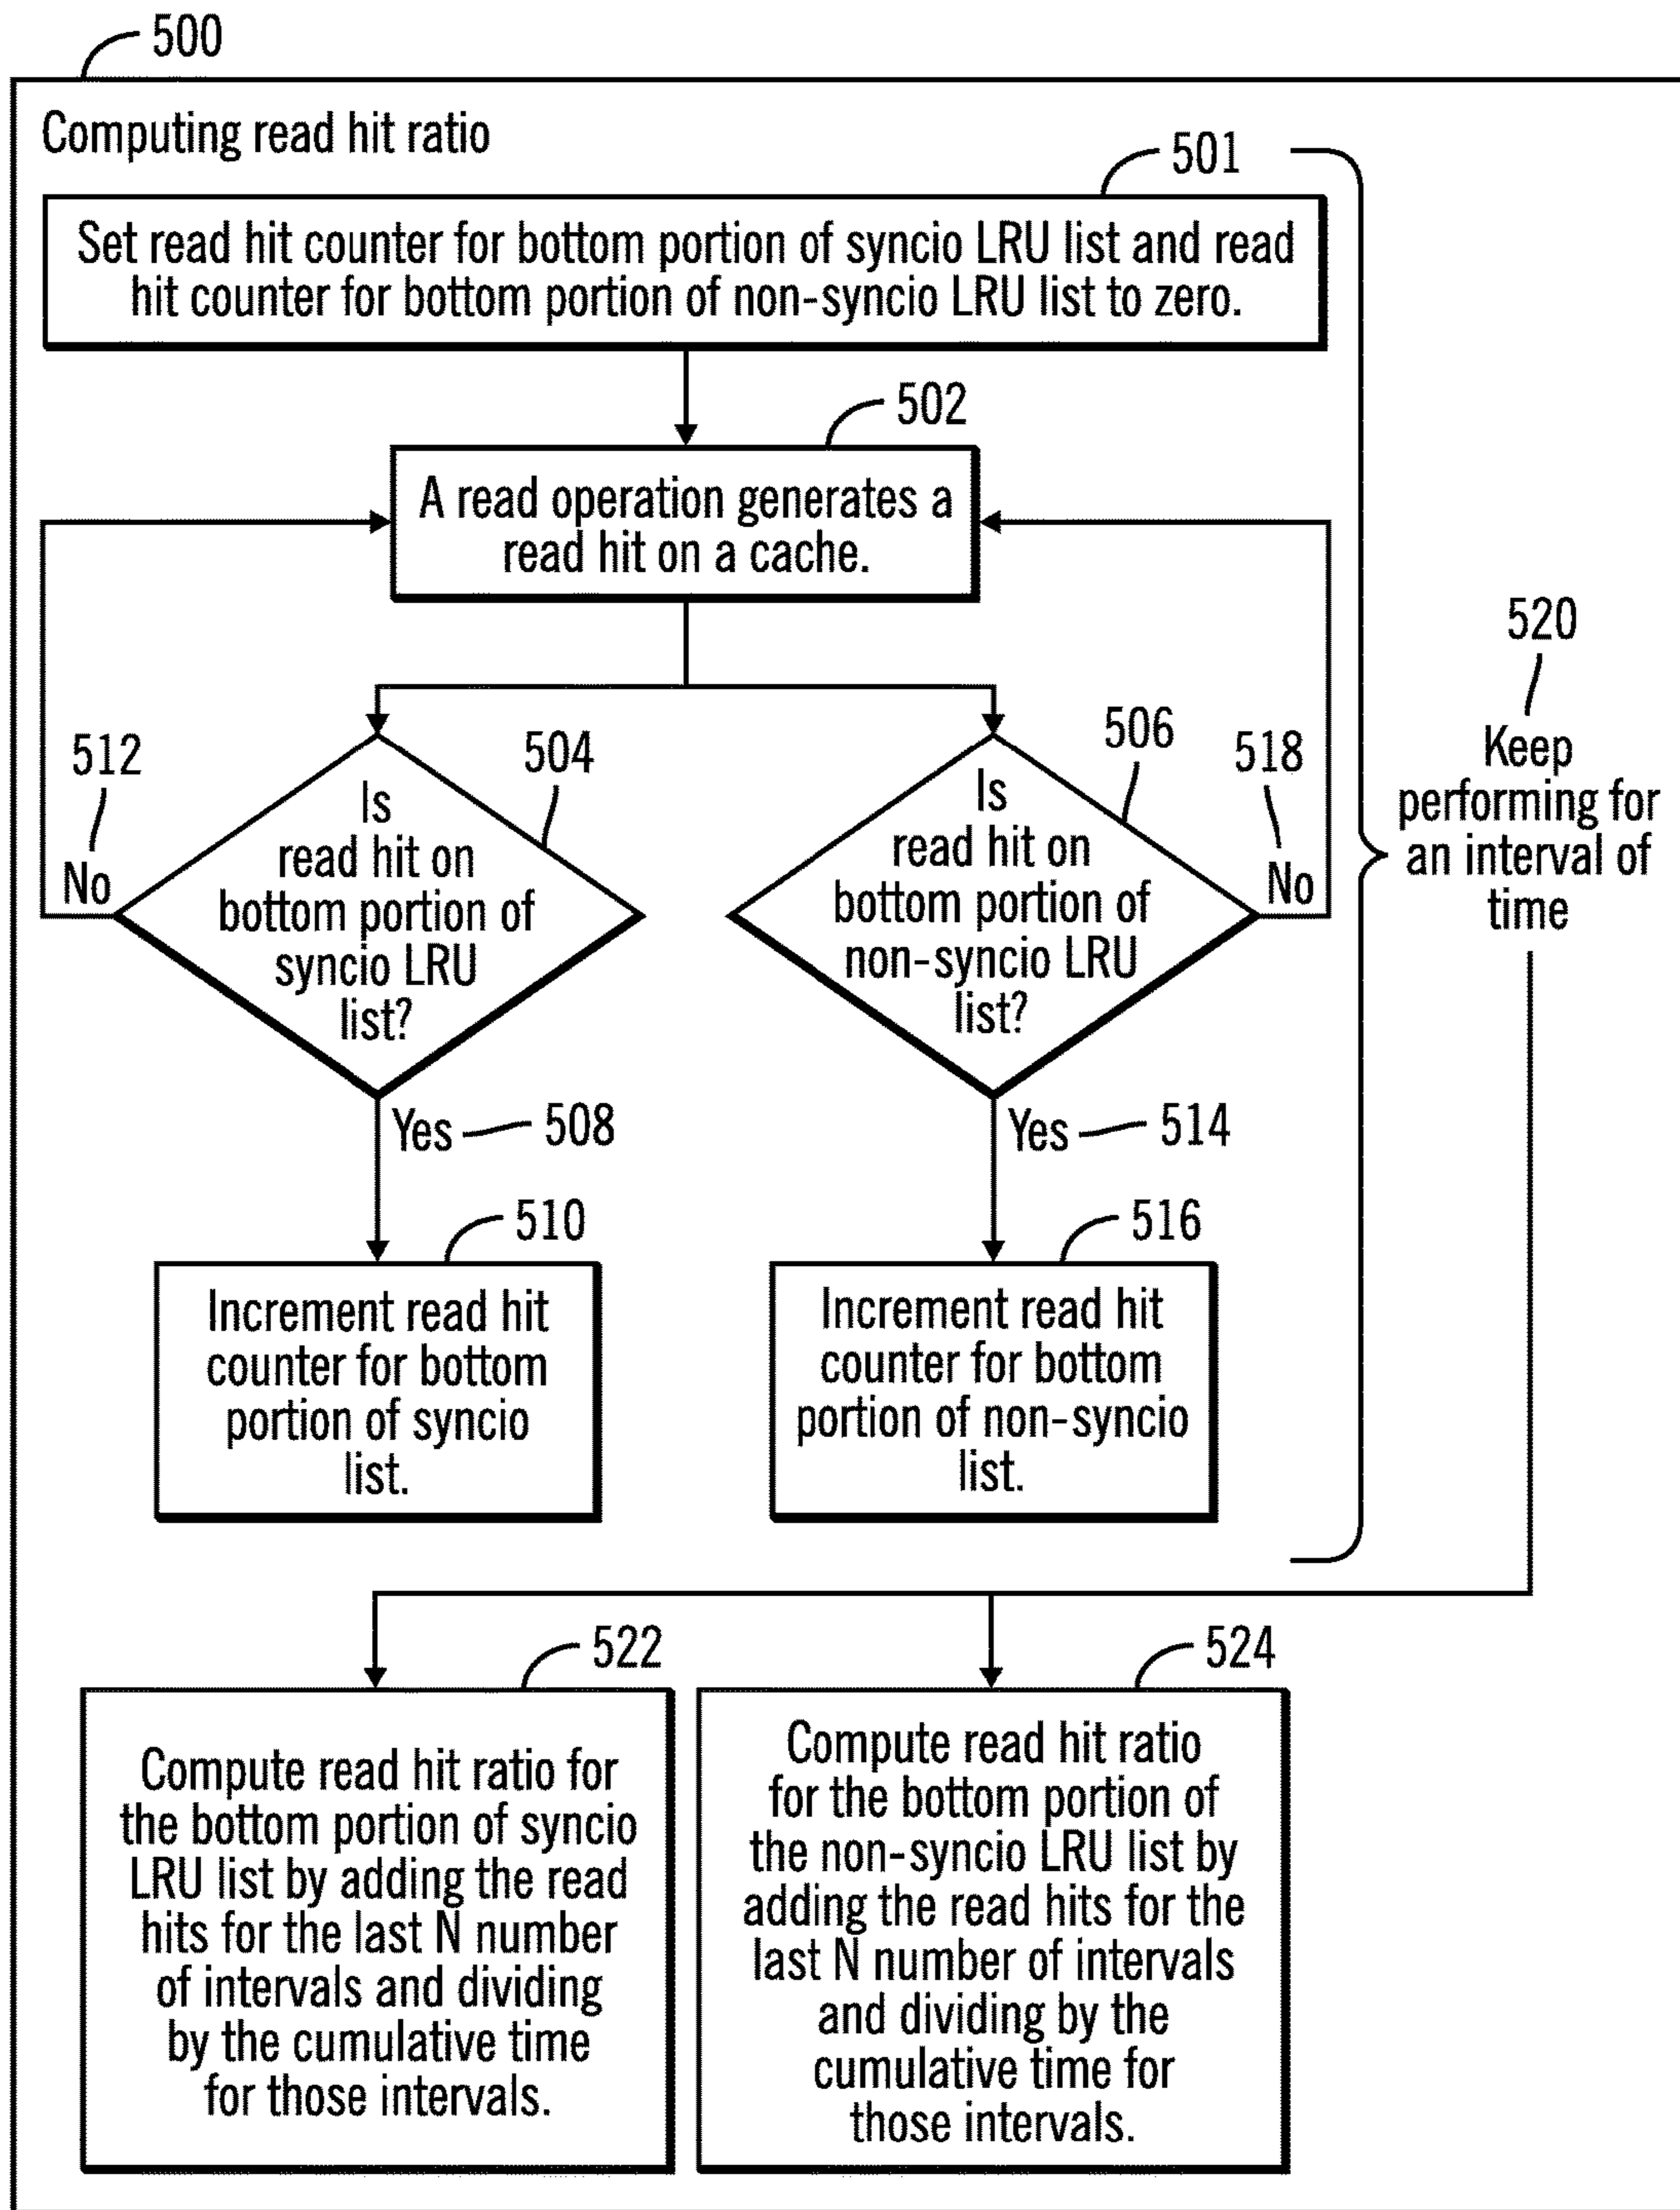 500
Computing read hit ratio
501
Set read hit counter for bottom portion of syncio LRU list and read
hit counter for bottom portion of non-syncio LRU list to zero.
502
A read operation generates a
read hit on a cache.
520
Keep
performing for
an interval of
time
512
No
504
Is
read hit on
bottom portion of
syncio LRU
list?
506
Is
read hit on
bottom portion of
non-syncio LRU
list?
518
No
Yes 508
Yes 514
510
Increment read hit
counter for bottom
portion of syncio
list.
516
Increment read hit
counter for bottom
portion of non-syncio
list.
522
Compute read hit ratio for
the bottom portion of syncio
LRU list by adding the read
hits for the last N number
of intervals and dividing
by the cumulative time
for those intervals.
524
Compute read hit ratio
for the bottom portion of
the non-syncio LRU list by
adding the read hits for the
last N number of intervals
and dividing by the
cumulative time for
those intervals.